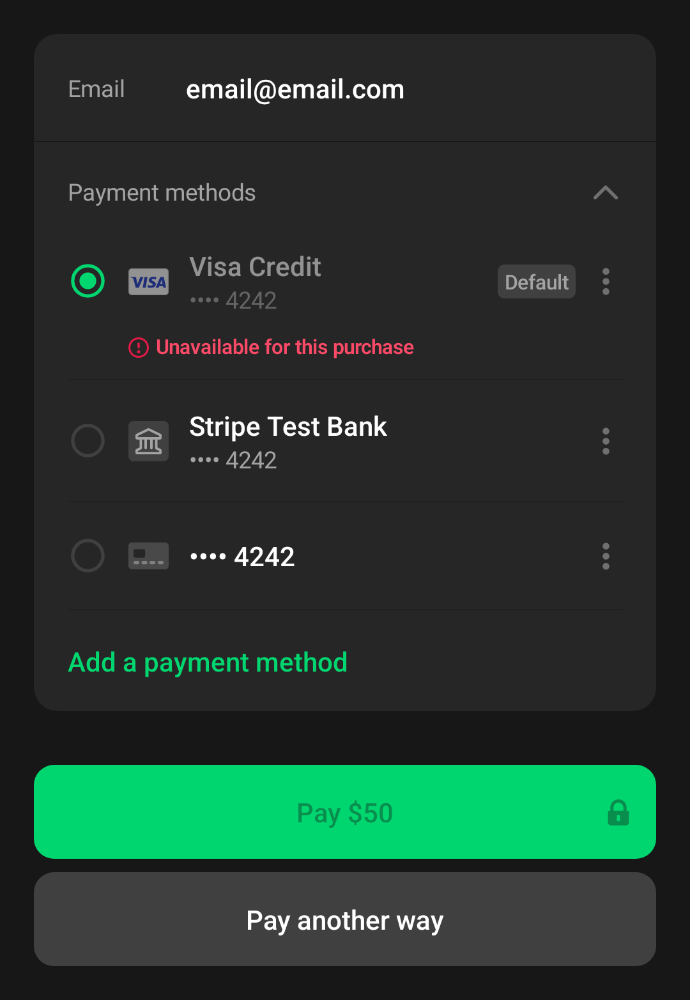 Email email@email.com
Payment methods
VISA Visa Credit Default
•••• 4242
Unavailable for this purchase
Stripe Test Bank
•••• 4242
•••• 4242
Add a payment method
Pay $50
Pay another way